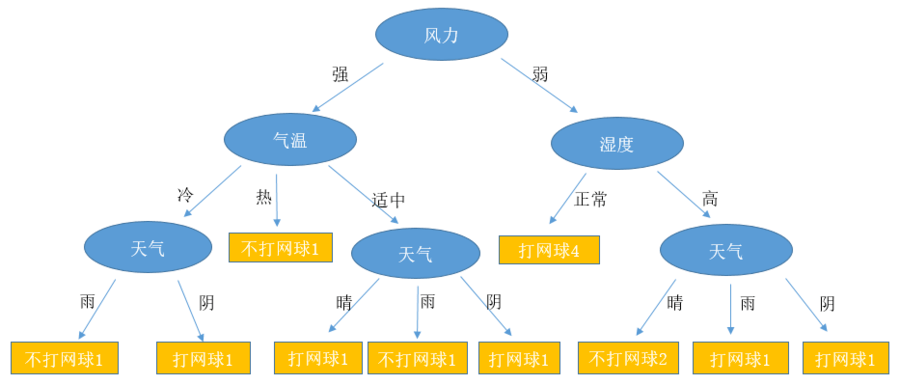 风力
强
弱
气温
湿度
冷
热
适中
正常
高
天气
不打网球1
天气
打网球4
天气
雨
阴
晴
雨
阴
晴
雨
阴
不打网球1
打网球1
打网球1
不打网球1
打网球1
不打网球2
打网球1
打网球1